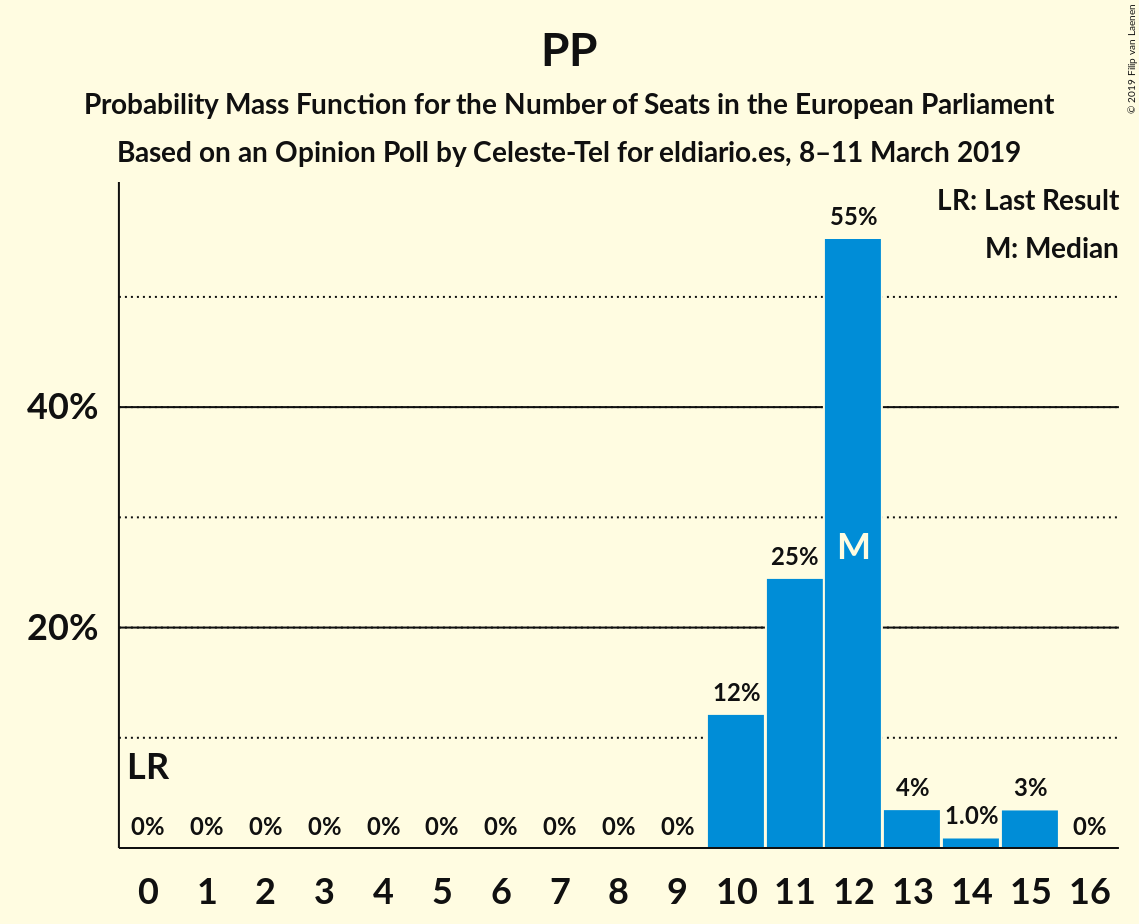 PP
Probability Mass Function for the Number of Seats in the European Parliament
Based on an Opinion Poll by Celeste-Tel for eldiario.es, 8–11 March 2019
© 2019 Filip van Laenen
LR: Last Result
M: Median
55%
40%
M
25%
20%
12%
LR
4%
1.0%
3%
0% 0% 0% 0% 0% 0% 0% 0% 0% 0% 0%
0 1 2 3 4 5 6 7 8 9 10 11 12 13 14 15 16